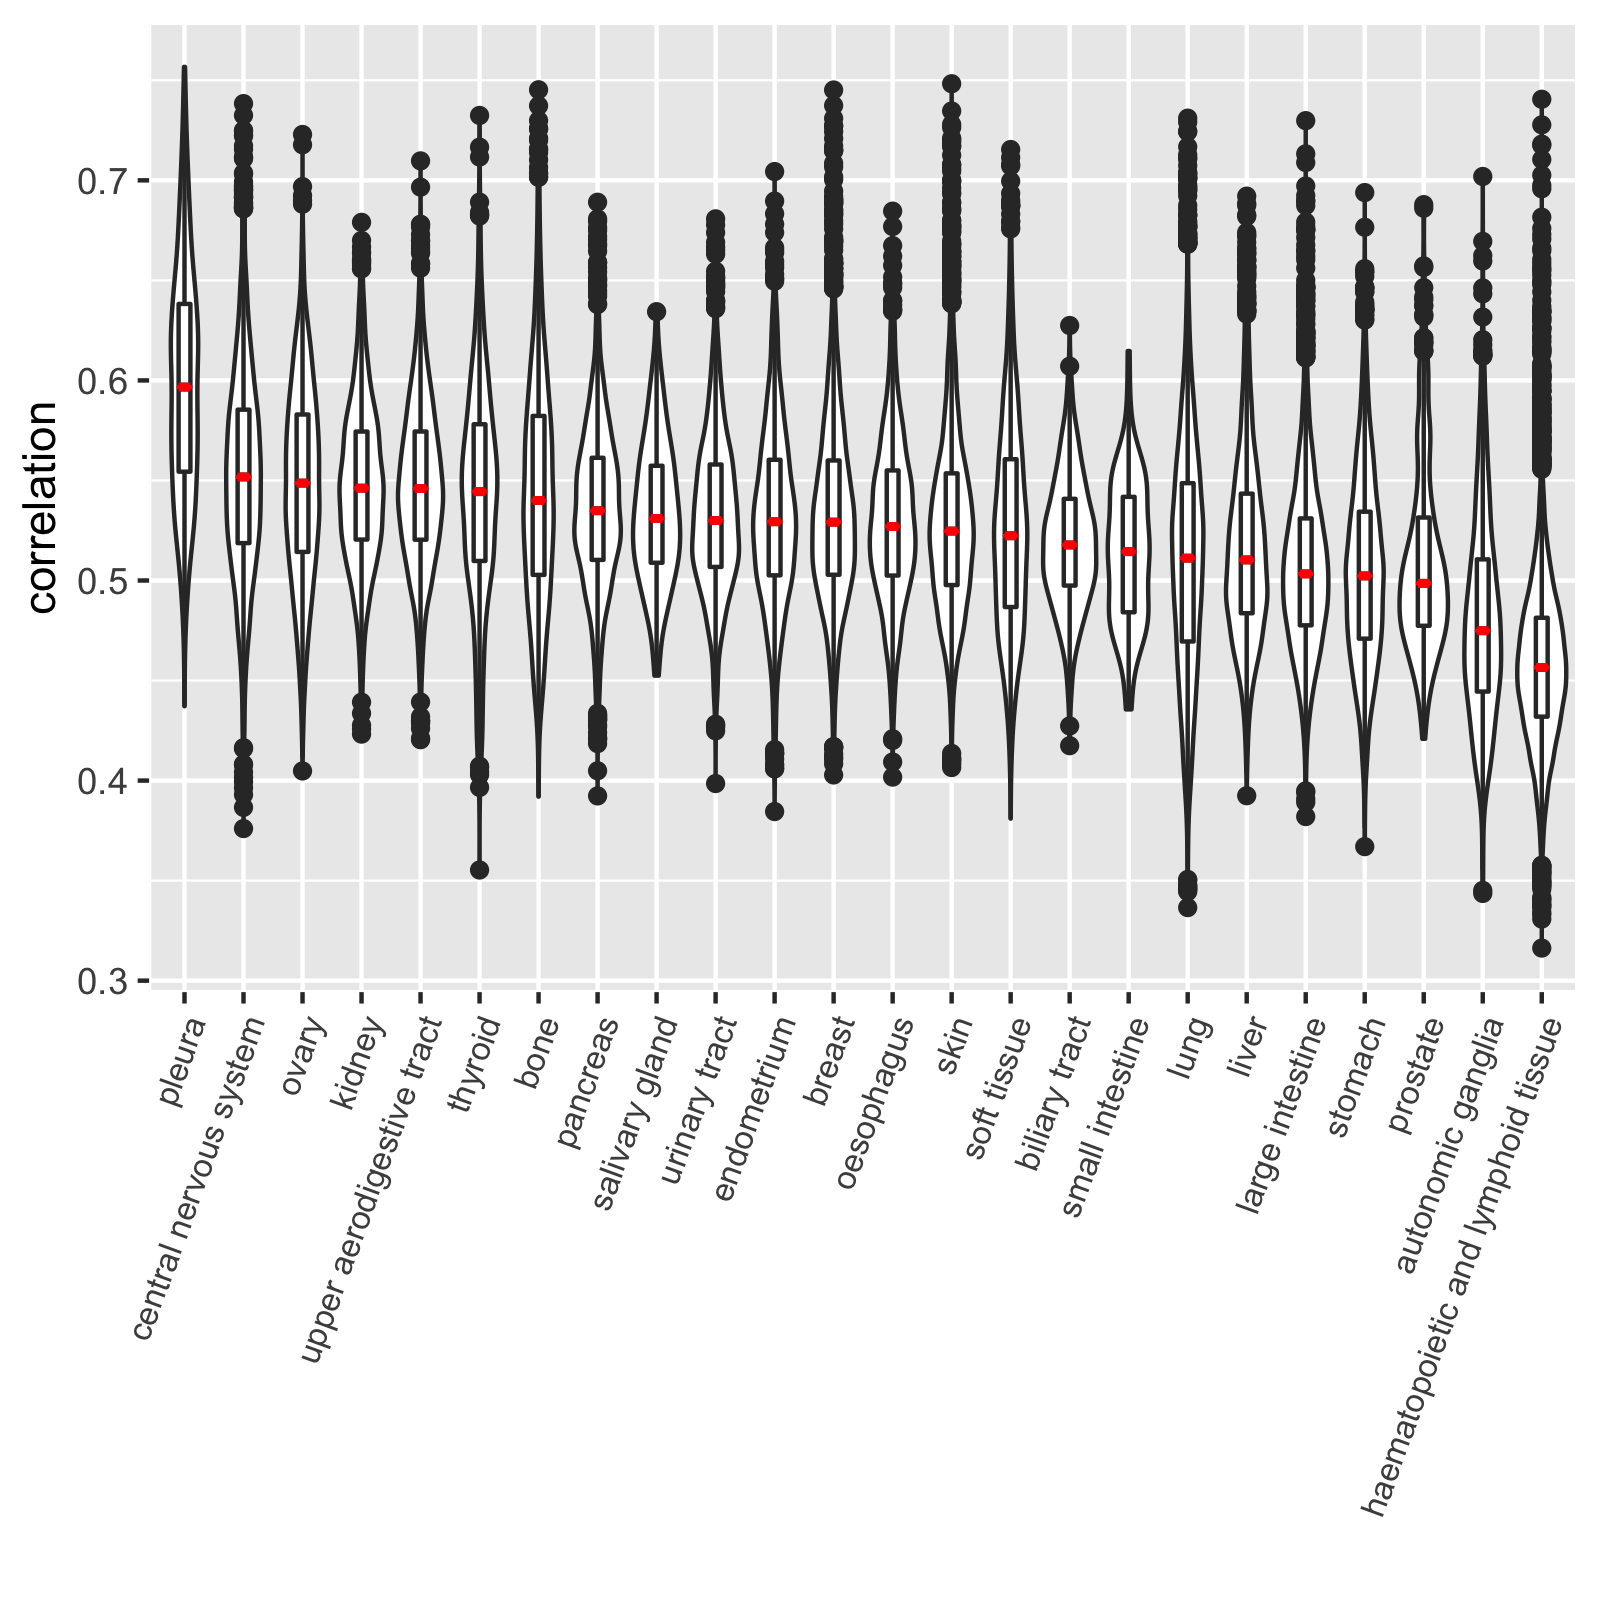 correlation
0.7
0.6
0.5
0.4
0.3
pleura
central nervous system
ovary
kidney
upper aerodigestive tract
thyroid
bone
pancreas
salivary gland
urinary tract
endometrium
breast
oesophagus
skin
soft tissue
biliary tract
small intestine
lung
liver
large intestine
stomach
prostate
autonomic ganglia
haematopoietic and lymphoid tissue